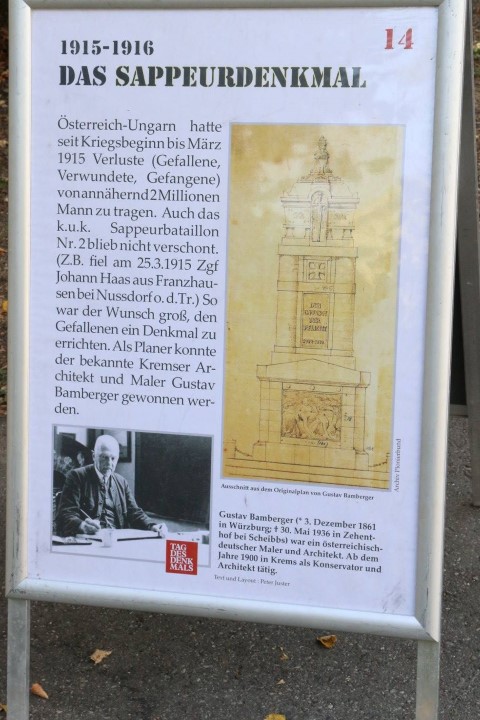 1915-1916
14
DAS SAPPEURDENKMAL
Österreich-Ungarn hatte
seit Kriegsbeginn bis März
1915 Verluste (Gefallene,
Verwundete, Gefangene)
von annähernd 2 Millionen
Mann zu tragen. Auch das
k.u.k. Sappeurbataillon
Nr. 2 blieb nicht verschont.
(Z.B. fiel am 25.3.1915 Zgf
Johann Haas aus Franzhau-
sen bei Nussdorf o. d.Tr.) So
war der Wunsch groß, den
Gefallenen ein Denkmal zu
errichten. Als Planer konnte
der bekannte Kremser Ar-
chitekt und Maler Gustav
Bamberger gewonnen wer-
den.
Ausschnitt aus dem Originalplan von Gustav Bamberger
Archiv Pionierbund
Gustav Bamberger (* 3. Dezember 1861
in Würzburg; † 30. Mai 1936 in Zehent-
hof bei Scheibbs) war ein österreichisch-
deutscher Maler und Architekt. Ab dem
Jahre 1900 in Krems als Konservator und
Architekt tätig.
TAG
DES
DENK
MALS
Text und Layout: Peter Juster